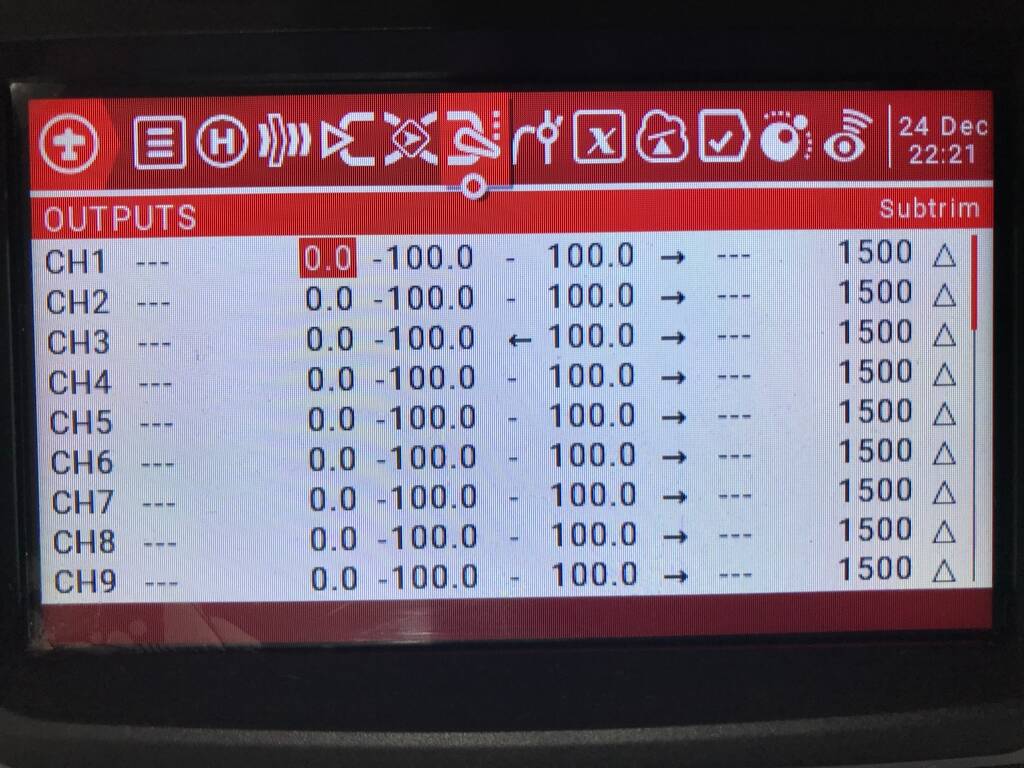 24 Dec
22:21
OUTPUTS Subtrim
CH1 --- 0.0 -100.0 - 100.0 → --- 1500 △
CH2 --- 0.0 -100.0 - 100.0 → --- 1500 △
CH3 --- 0.0 -100.0 ← 100.0 → --- 1500 △
CH4 --- 0.0 -100.0 - 100.0 → --- 1500 △
CH5 --- 0.0 -100.0 - 100.0 → --- 1500 △
CH6 --- 0.0 -100.0 - 100.0 → --- 1500 △
CH7 --- 0.0 -100.0 - 100.0 → --- 1500 △
CH8 --- 0.0 -100.0 - 100.0 → --- 1500 △
CH9 --- 0.0 -100.0 - 100.0 → --- 1500 △